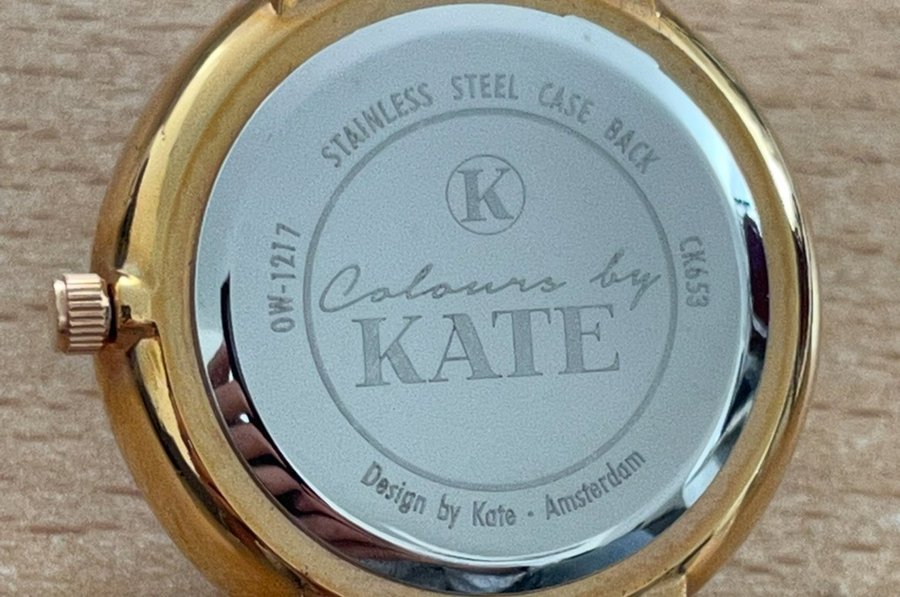 STAINLESS STEEL CASE BACK
K
OW-1217
CK653
Colours by
KATE
Design by Kate · Amsterdam